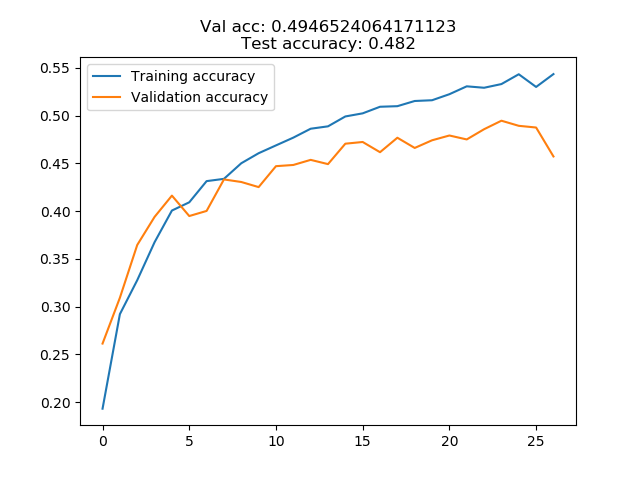 Val acc: 0.4946524064171123
Test accuracy: 0.482
Training accuracy
Validation accuracy
0.55
0.50
0.45
0.40
0.35
0.30
0.25
0.20
0 5 10 15 20 25